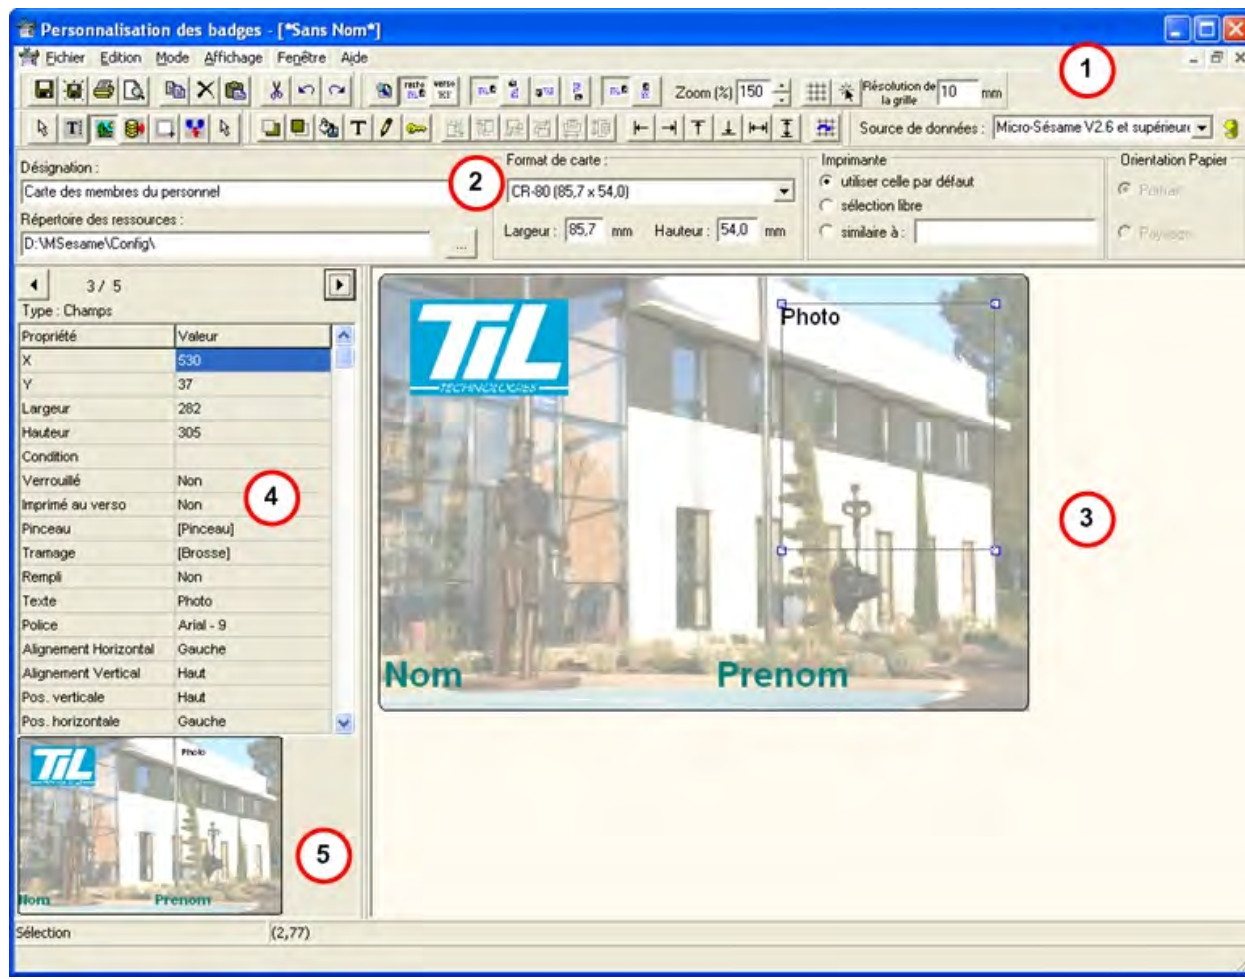 Personnalisation des badges - [*Sans Nom*]
Fichier Edition Mode Affichage Fenêtre Aide
1
recto verso
Zoom (%) 150
Résolution de la grille 10 mm
Source de données : Micro-Sésame V2.6 et supérieure
Désignation :
Carte des membres du personnel
Répertoire des ressources :
D:\MSesame\Config\
...
2
Format de carte :
CR-80 (85,7 x 54,0)
Largeur : 85,7 mm Hauteur : 54,0 mm
Imprimante
utiliser celle par défaut
sélection libre
similaire à :
Orientation Papier
Portrait
Paysage
3 / 5
Type : Champs
Propriété Valeur
X 530
Y 37
Largeur 282
Hauteur 305
Condition
Verrouillé Non
Imprimé au verso Non
Pinceau [Pinceau]
Tramage [Brosse]
Rempli Non
Texte Photo
Police Arial - 9
Alignement Horizontal Gauche
Alignement Vertical Haut
Pos. verticale Haut
Pos. horizontale Gauche
4
TiL
TECHNOLOGIES
Photo
Nom Prenom
3
TiL
Photo
Nom Prenom
5
Sélection (2,77)